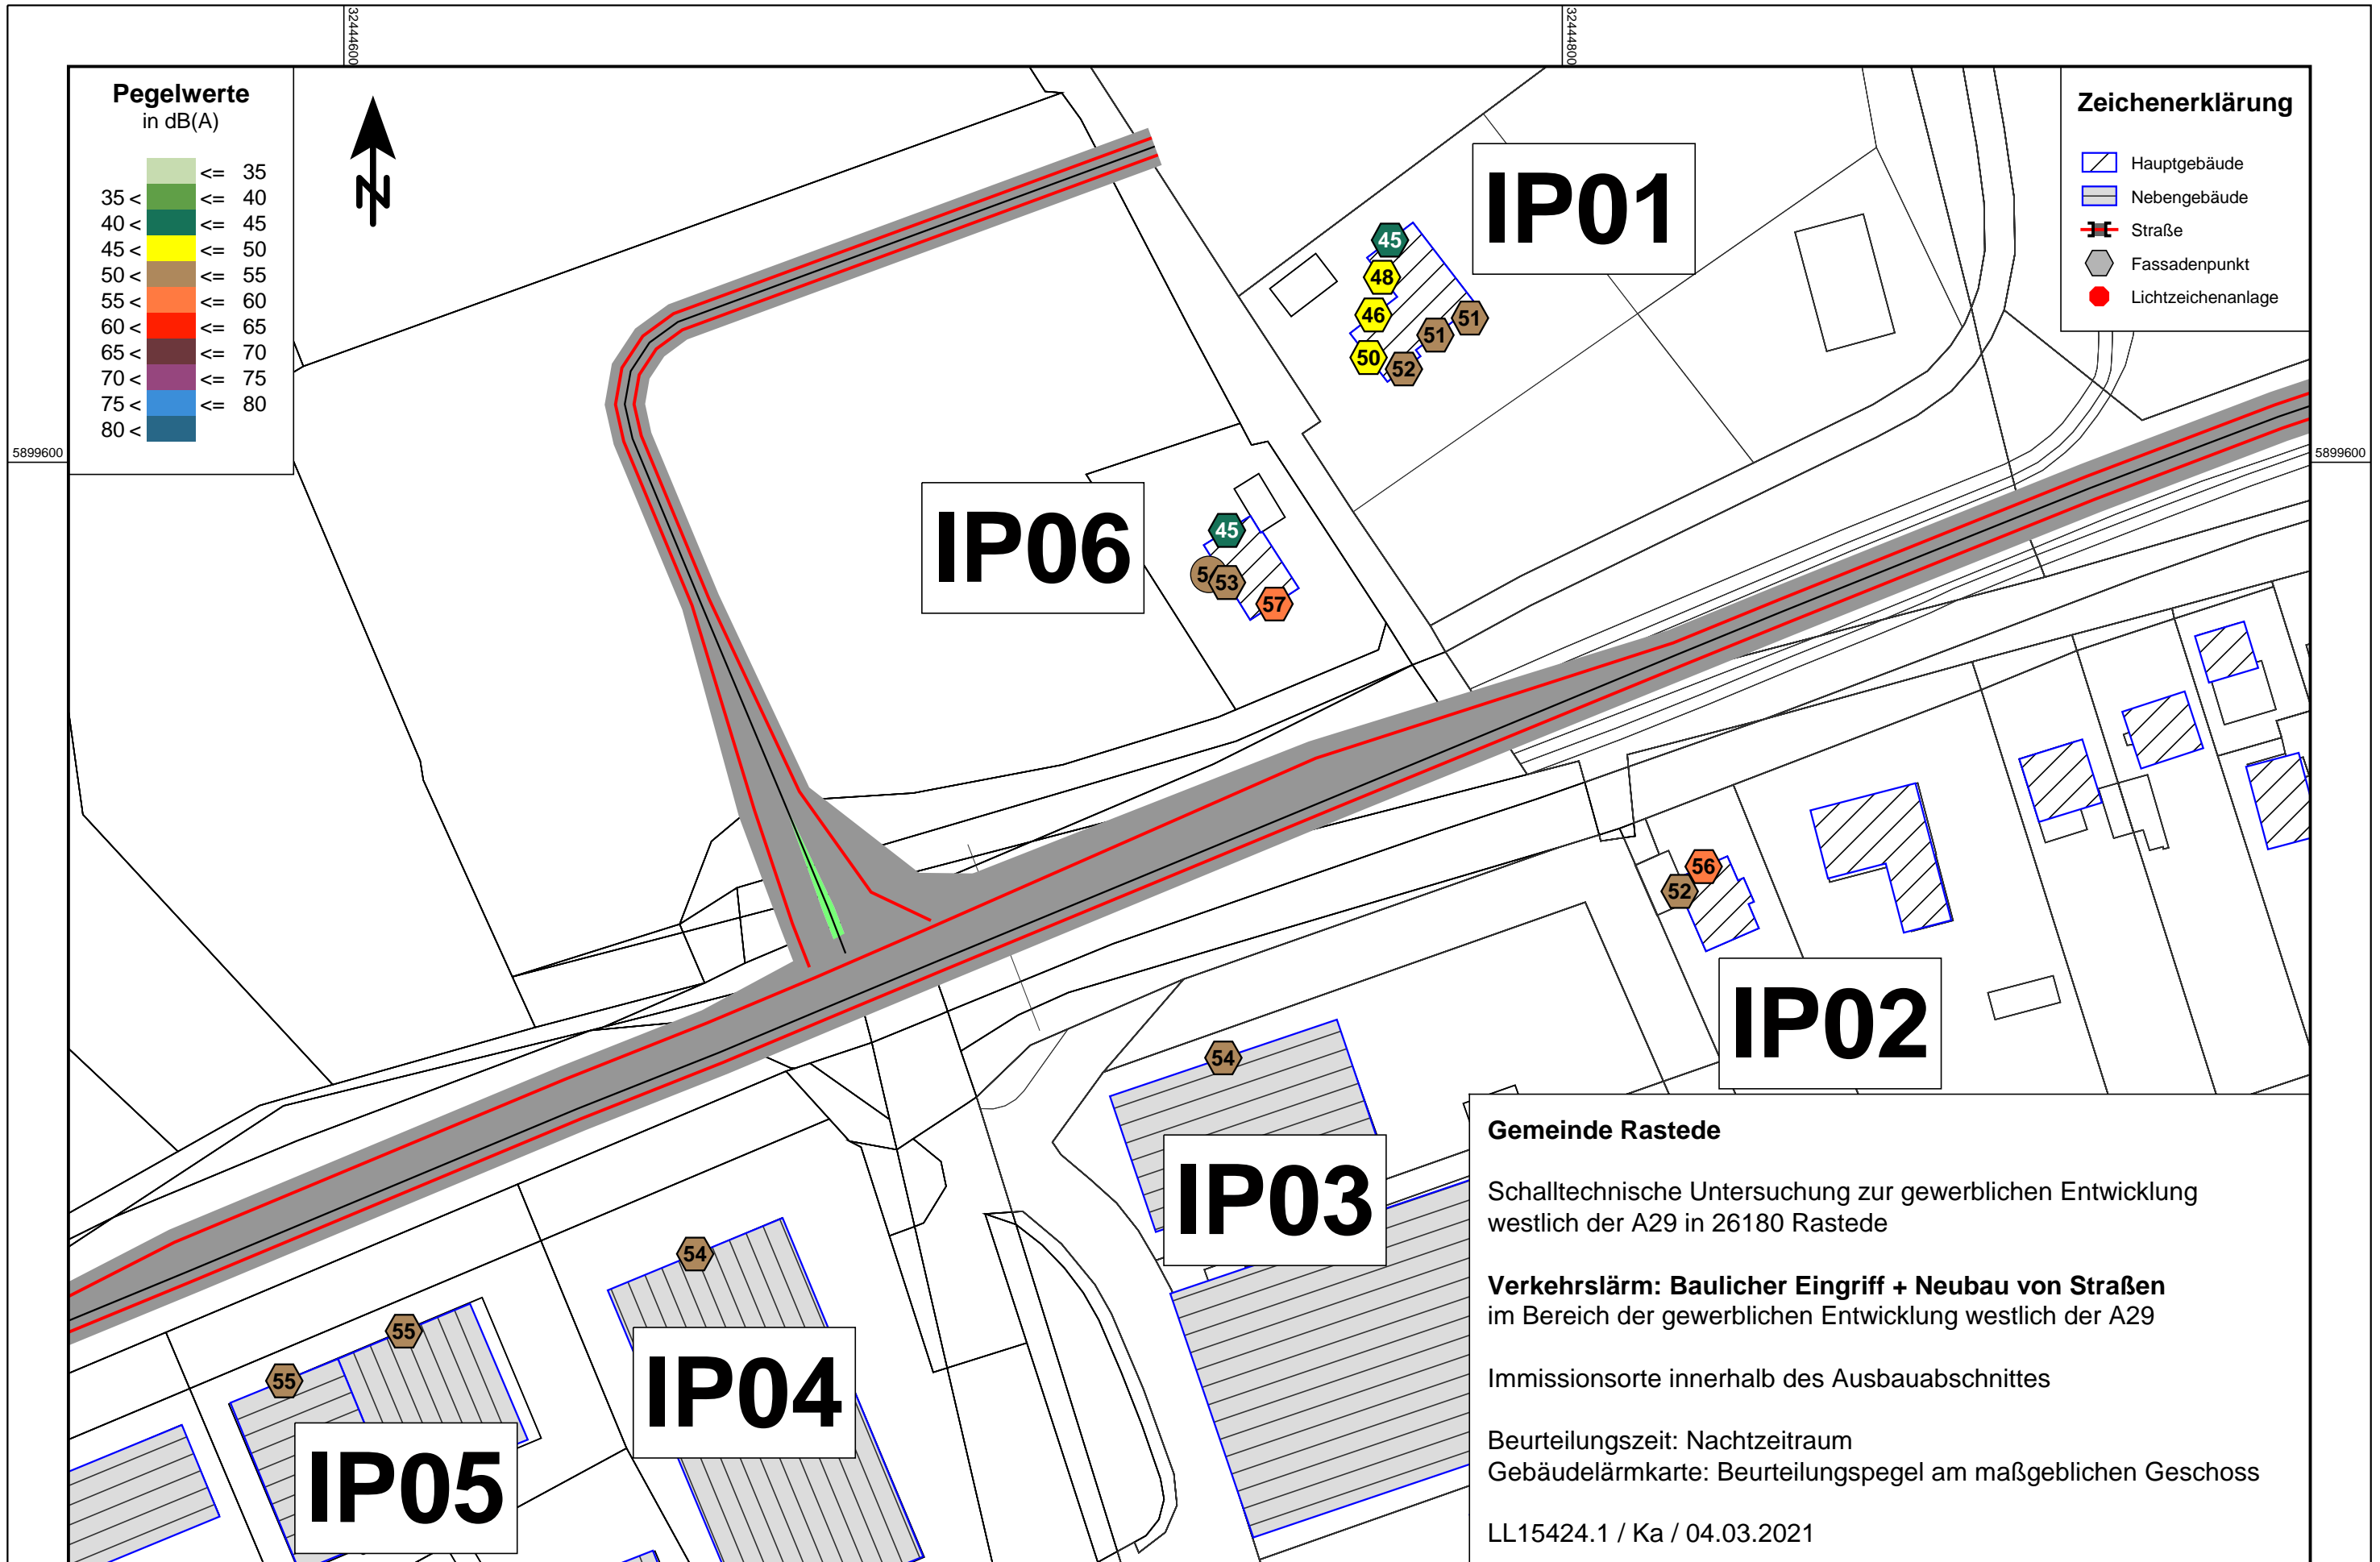 32444600
32444800
Pegelwerte
in dB(A)
<= 35
35 < <= 40
40 < <= 45
45 < <= 50
50 < <= 55
55 < <= 60
60 < <= 65
65 < <= 70
70 < <= 75
75 < <= 80
80 <
N
Zeichenerklärung
Hauptgebäude
Nebengebäude
Straße
Fassadenpunkt
Lichtzeichenanlage
5899600
5899600
IP01
45
48
46
50
52
51
51
IP06
45
53
57
56
52
IP02
54
IP03
54
IP04
55
55
IP05
Gemeinde Rastede
Schalltechnische Untersuchung zur gewerblichen Entwicklung
westlich der A29 in 26180 Rastede
Verkehrslärm: Baulicher Eingriff + Neubau von Straßen
im Bereich der gewerblichen Entwicklung westlich der A29
Immissionsorte innerhalb des Ausbauabschnittes
Beurteilungszeit: Nachtzeitraum
Gebäudelärmkarte: Beurteilungspegel am maßgeblichen Geschoss
LL15424.1 / Ka / 04.03.2021